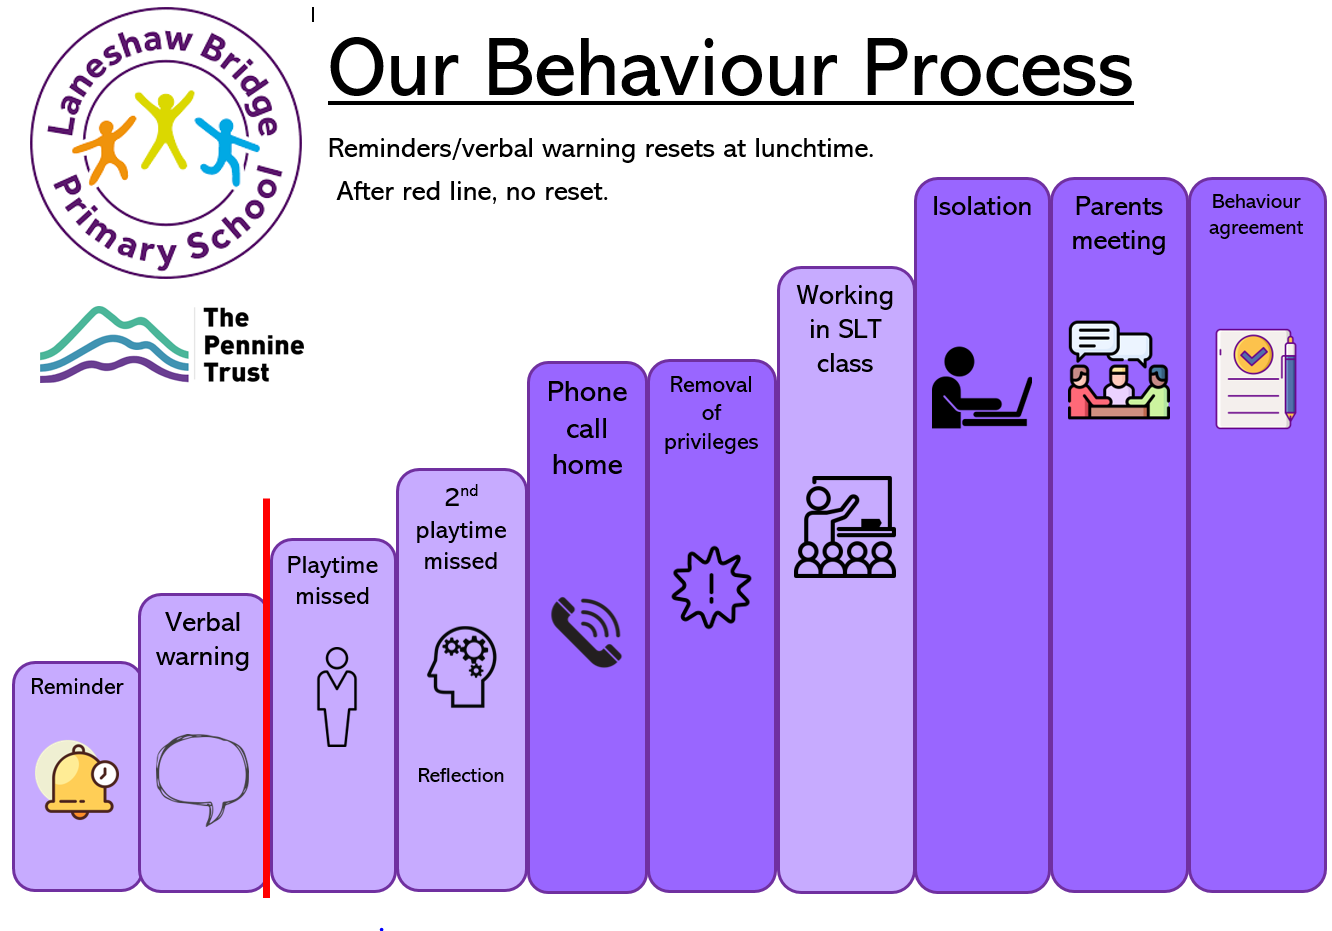 Laneshaw Bridge
Primary School
Our Behaviour Process
Reminders/verbal warning resets at lunchtime.
After red line, no reset.
The
Pennine
Trust
Reminder
Verbal
warning
Playtime
missed
2nd
playtime
missed
Reflection
Phone
call
home
Removal
of
privileges
Working
in SLT
class
Isolation
Parents
meeting
Behaviour
agreement